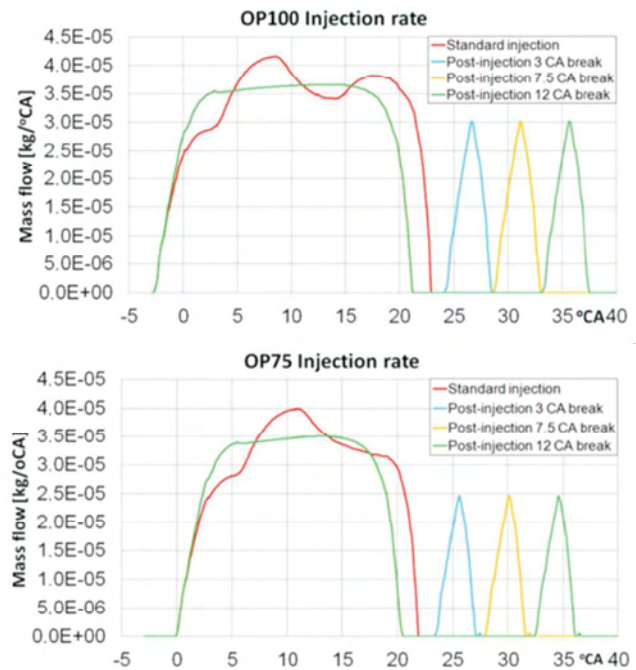 OP100 Injection rate
Mass flow [kg/°CA]
4.5E-05
4.0E-05
3.5E-05
3.0E-05
2.5E-05
2.0E-05
1.5E-05
1.0E-05
5.0E-06
0.0E+00
Standard injection
Post-injection 3 CA break
Post-injection 7.5 CA break
Post-injection 12 CA break
-5 0 5 10 15 20 25 30 35 °CA 40
OP75 Injection rate
Mass flow [kg/oCA]
4.5E-05
4.0E-05
3.5E-05
3.0E-05
2.5E-05
2.0E-05
1.5E-05
1.0E-05
5.0E-06
0.0E+00
Standard injection
Post-injection 3 CA break
Post-injection 7.5 CA break
Post-injection 12 CA break
-5 0 5 10 15 20 25 30 35 °CA 40